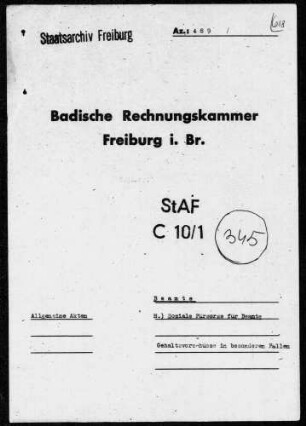 Staatsarchiv Freiburg
Az.: 489 /
Badische Rechnungskammer
Freiburg i. Br.
StAF
C 10/1
345
Beamte
Allgemeine Akten
M.) Soziale Fürsorge für Beamte
Gehaltsvorschüsse in besonderen Fällen